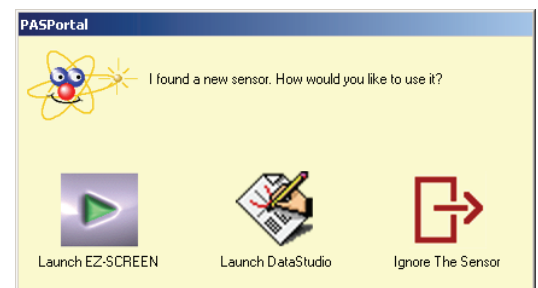 PASPortal
I found a new sensor. How would you like to use it?
Launch EZ-SCREEN
Launch DataStudio
Ignore The Sensor